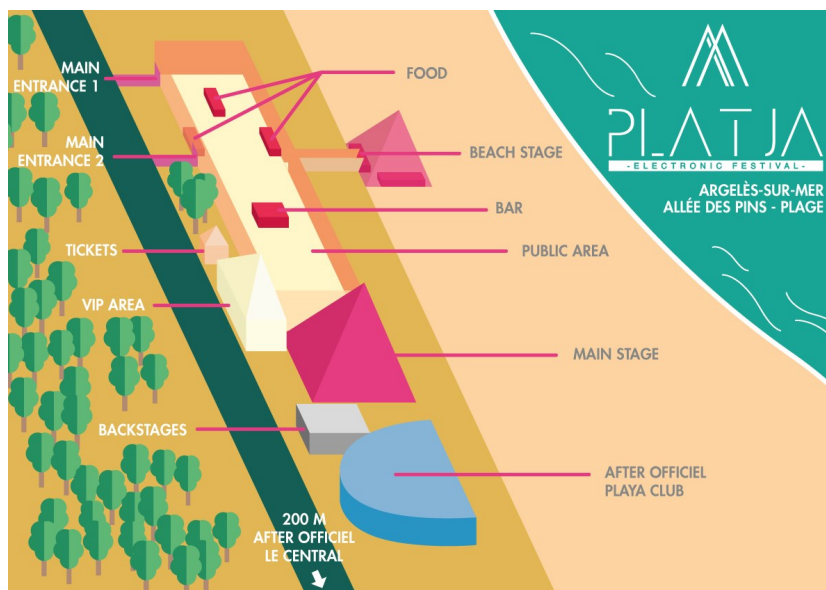 MAIN
ENTRANCE 1
FOOD
PLATJA
- ELECTRONIC FESTIVAL -
MAIN
ENTRANCE 2
BEACH STAGE
ARGELÈS-SUR-MER
ALLÉE DES PINS - PLAGE
BAR
TICKETS
PUBLIC AREA
VIP AREA
MAIN STAGE
BACKSTAGES
AFTER OFFICIEL
PLAYA CLUB
200 M
AFTER OFFICIEL
LE CENTRAL